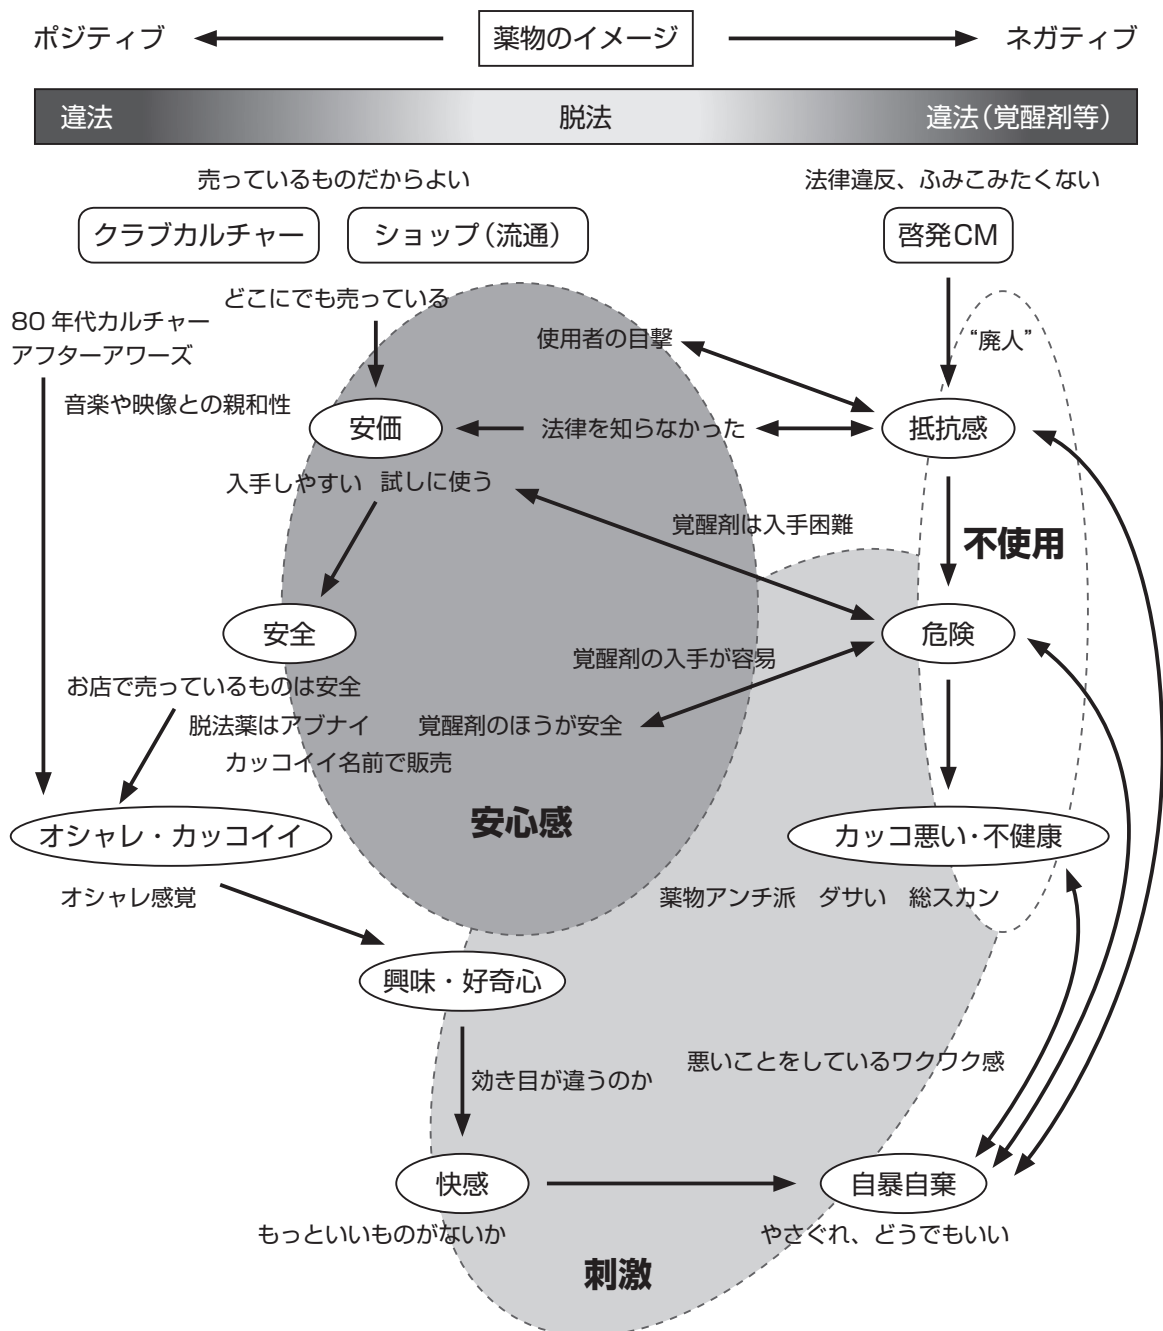 ポジティブ
薬物のイメージ
ネガティブ
違法
脱法
違法(覚醒剤等)
売っているものだからよい
法律違反、ふみこみたくない
クラブカルチャー
ショップ(流通)
啓発CM
どこにでも売っている
80年代カルチャー
アフターアワーズ
使用者の目撃
“廃人”
音楽や映像との親和性
安価
法律を知らなかった
抵抗感
入手しやすい
試しに使う
覚醒剤は入手困難
不使用
安全
危険
覚醒剤の入手が容易
お店で売っているものは安全
脱法薬はアブナイ
覚醒剤のほうが安全
カッコイイ名前で販売
安心感
オシャレ・カッコイイ
カッコ悪い・不健康
オシャレ感覚
薬物アンチ派
ダサい
総スカン
興味・好奇心
悪いことをしているワクワク感
効き目が違うのか
快感
自暴自棄
もっといいものがないか
やさぐれ、どうでもいい
刺激